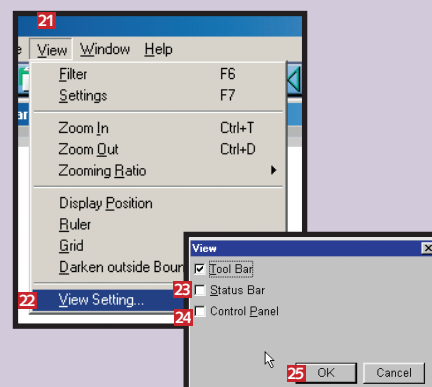 21
View Window Help
Filter F6
Settings F7
Zoom In Ctrl+T
Zoom Out Ctrl+D
Zooming Ratio
Display Position
Ruler
Grid
Darken outside Boun
22 View Setting...
View
Tool Bar
23 Status Bar
24 Control Panel
25 OK Cancel